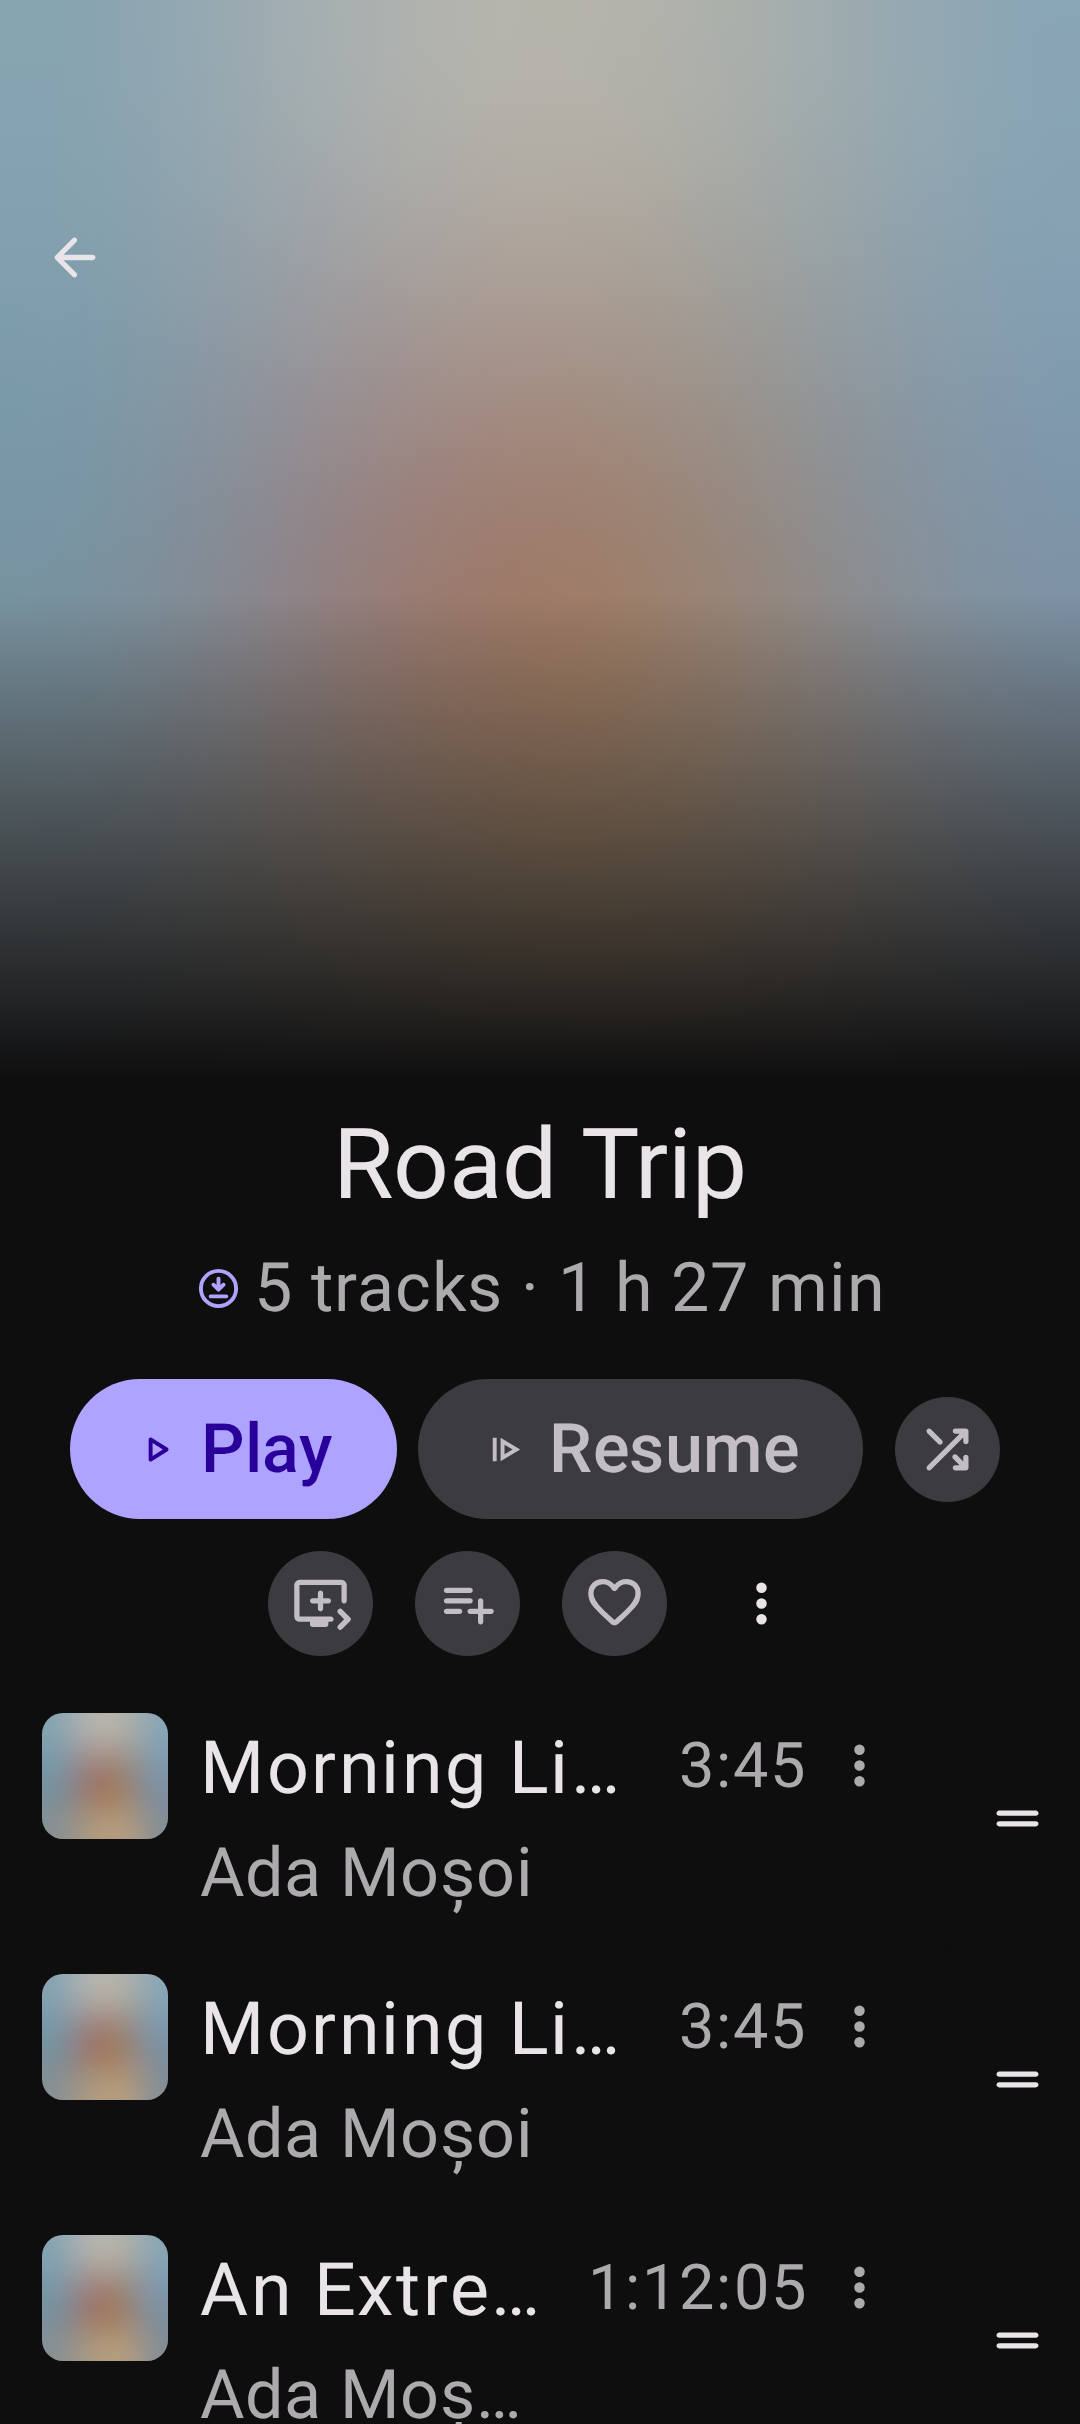 Road Trip
5 tracks · 1 h 27 min
Play
Resume
Morning Li… 3:45
Ada Moșoi
Morning Li… 3:45
Ada Moșoi
An Extre… 1:12:05
Ada Moș…